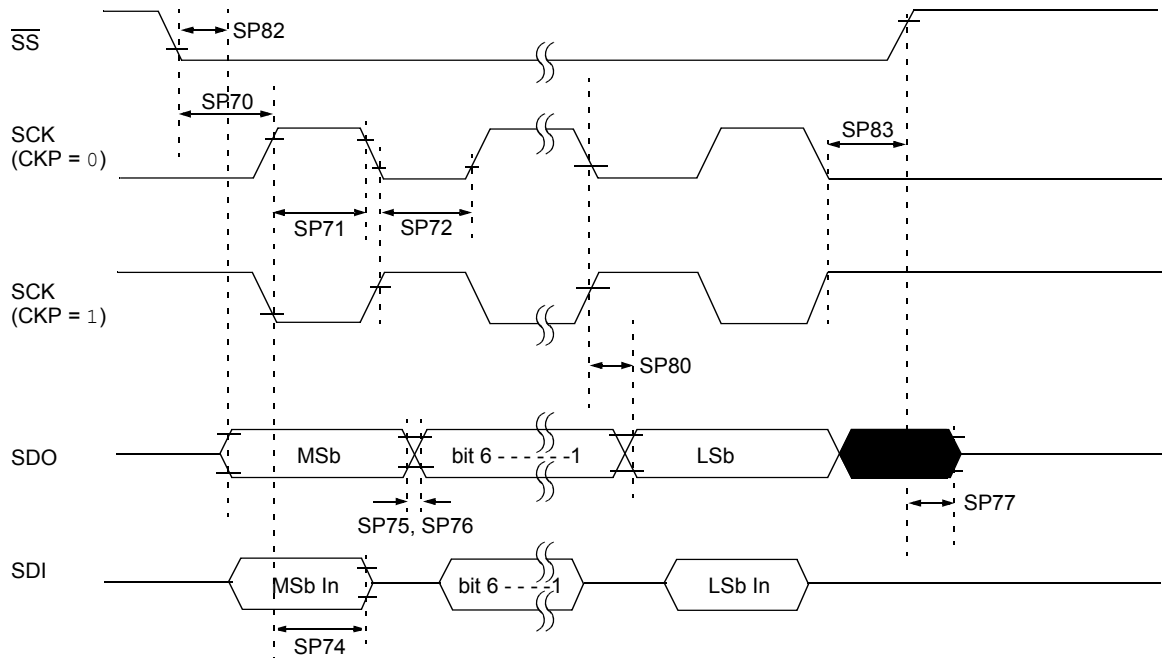 SS
SP82
SP70
SCK
(CKP = 0)
SP83
SP71
SP72
SCK
(CKP = 1)
SP80
SDO
MSb
bit 6 - - - - - -1
LSb
SP75, SP76
SP77
SDI
MSb In
bit 6 - - - - -1
LSb In
SP74